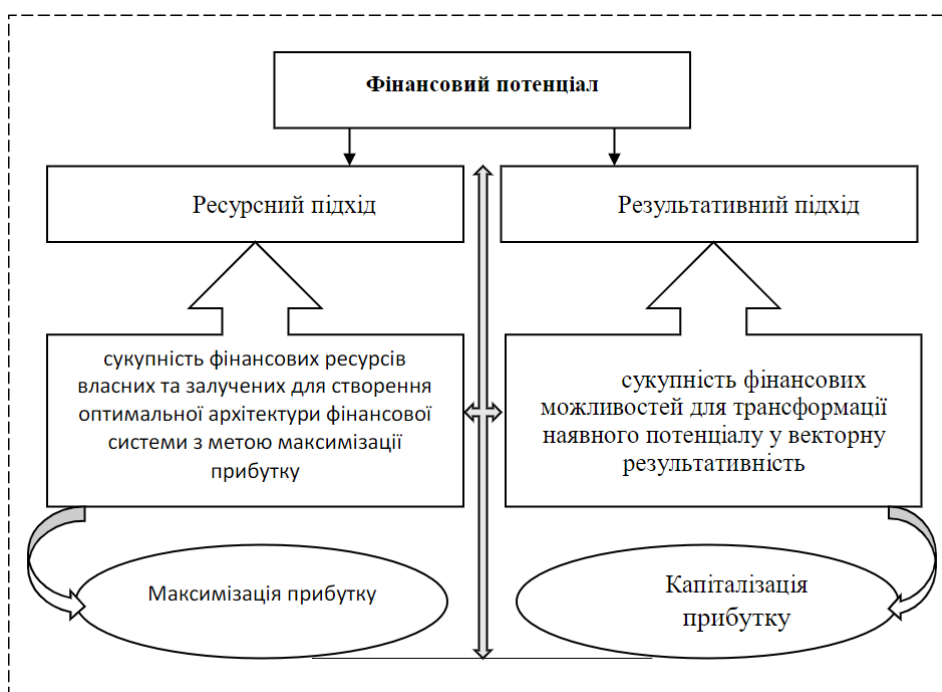 Фінансовий потенціал
Ресурсний підхід
Результативний підхід
сукупність фінансових ресурсів
власних та залучених для створення
оптимальної архітектури фінансової
системи з метою максимізації
прибутку
сукупність фінансових
можливостей для трансформації
наявного потенціалу у векторну
результативність
Максимізація прибутку
Капіталізація
прибутку